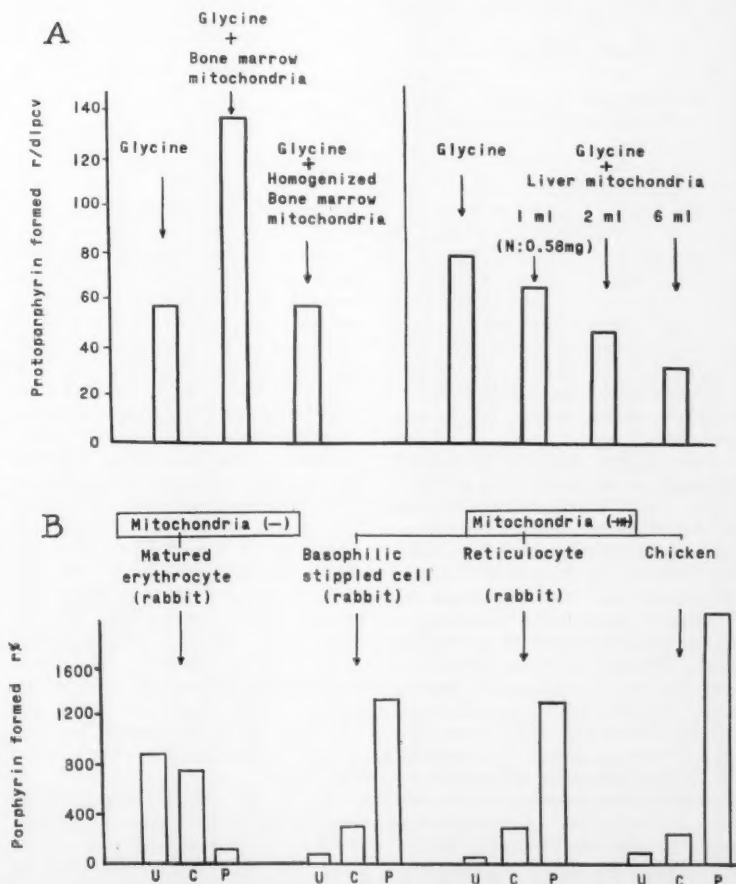 A
Glycine
+
Bone marrow
mitochondria
Glycine
Glycine
+
Homogenized
Bone marrow
mitochondria
Glycine
Glycine
+
Liver mitochondria
1 ml 2 ml 6 ml
(N:0.58mg)
Protoporphyrin formed r/dlpcv
140
120
100
80
60
40
20
0
B
Mitochondria (—)
Mitochondria (⧺)
Matured
erythrocyte
(rabbit)
Basophilic
stippled cell
(rabbit)
Reticulocyte
(rabbit)
Chicken
Porphyrin formed r%
1600
1200
800
400
0
U C P U C P U C P U C P